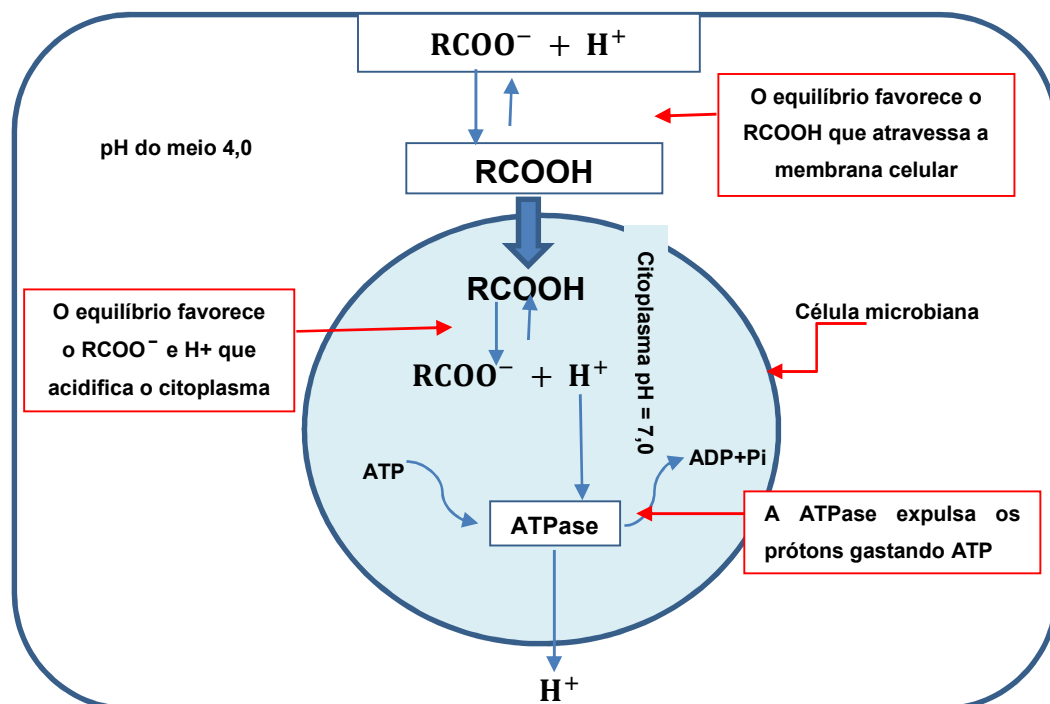 RCOO⁻ + H⁺
O equilíbrio favorece o
RCOOH que atravessa a
membrana celular
pH do meio 4,0
RCOOH
Citoplasma pH = 7,0
RCOOH
O equilíbrio favorece
o RCOO⁻ e H+ que
acidifica o citoplasma
Célula microbiana
RCOO⁻ + H⁺
ATP
ADP+Pi
ATPase
A ATPase expulsa os
prótons gastando ATP
H⁺